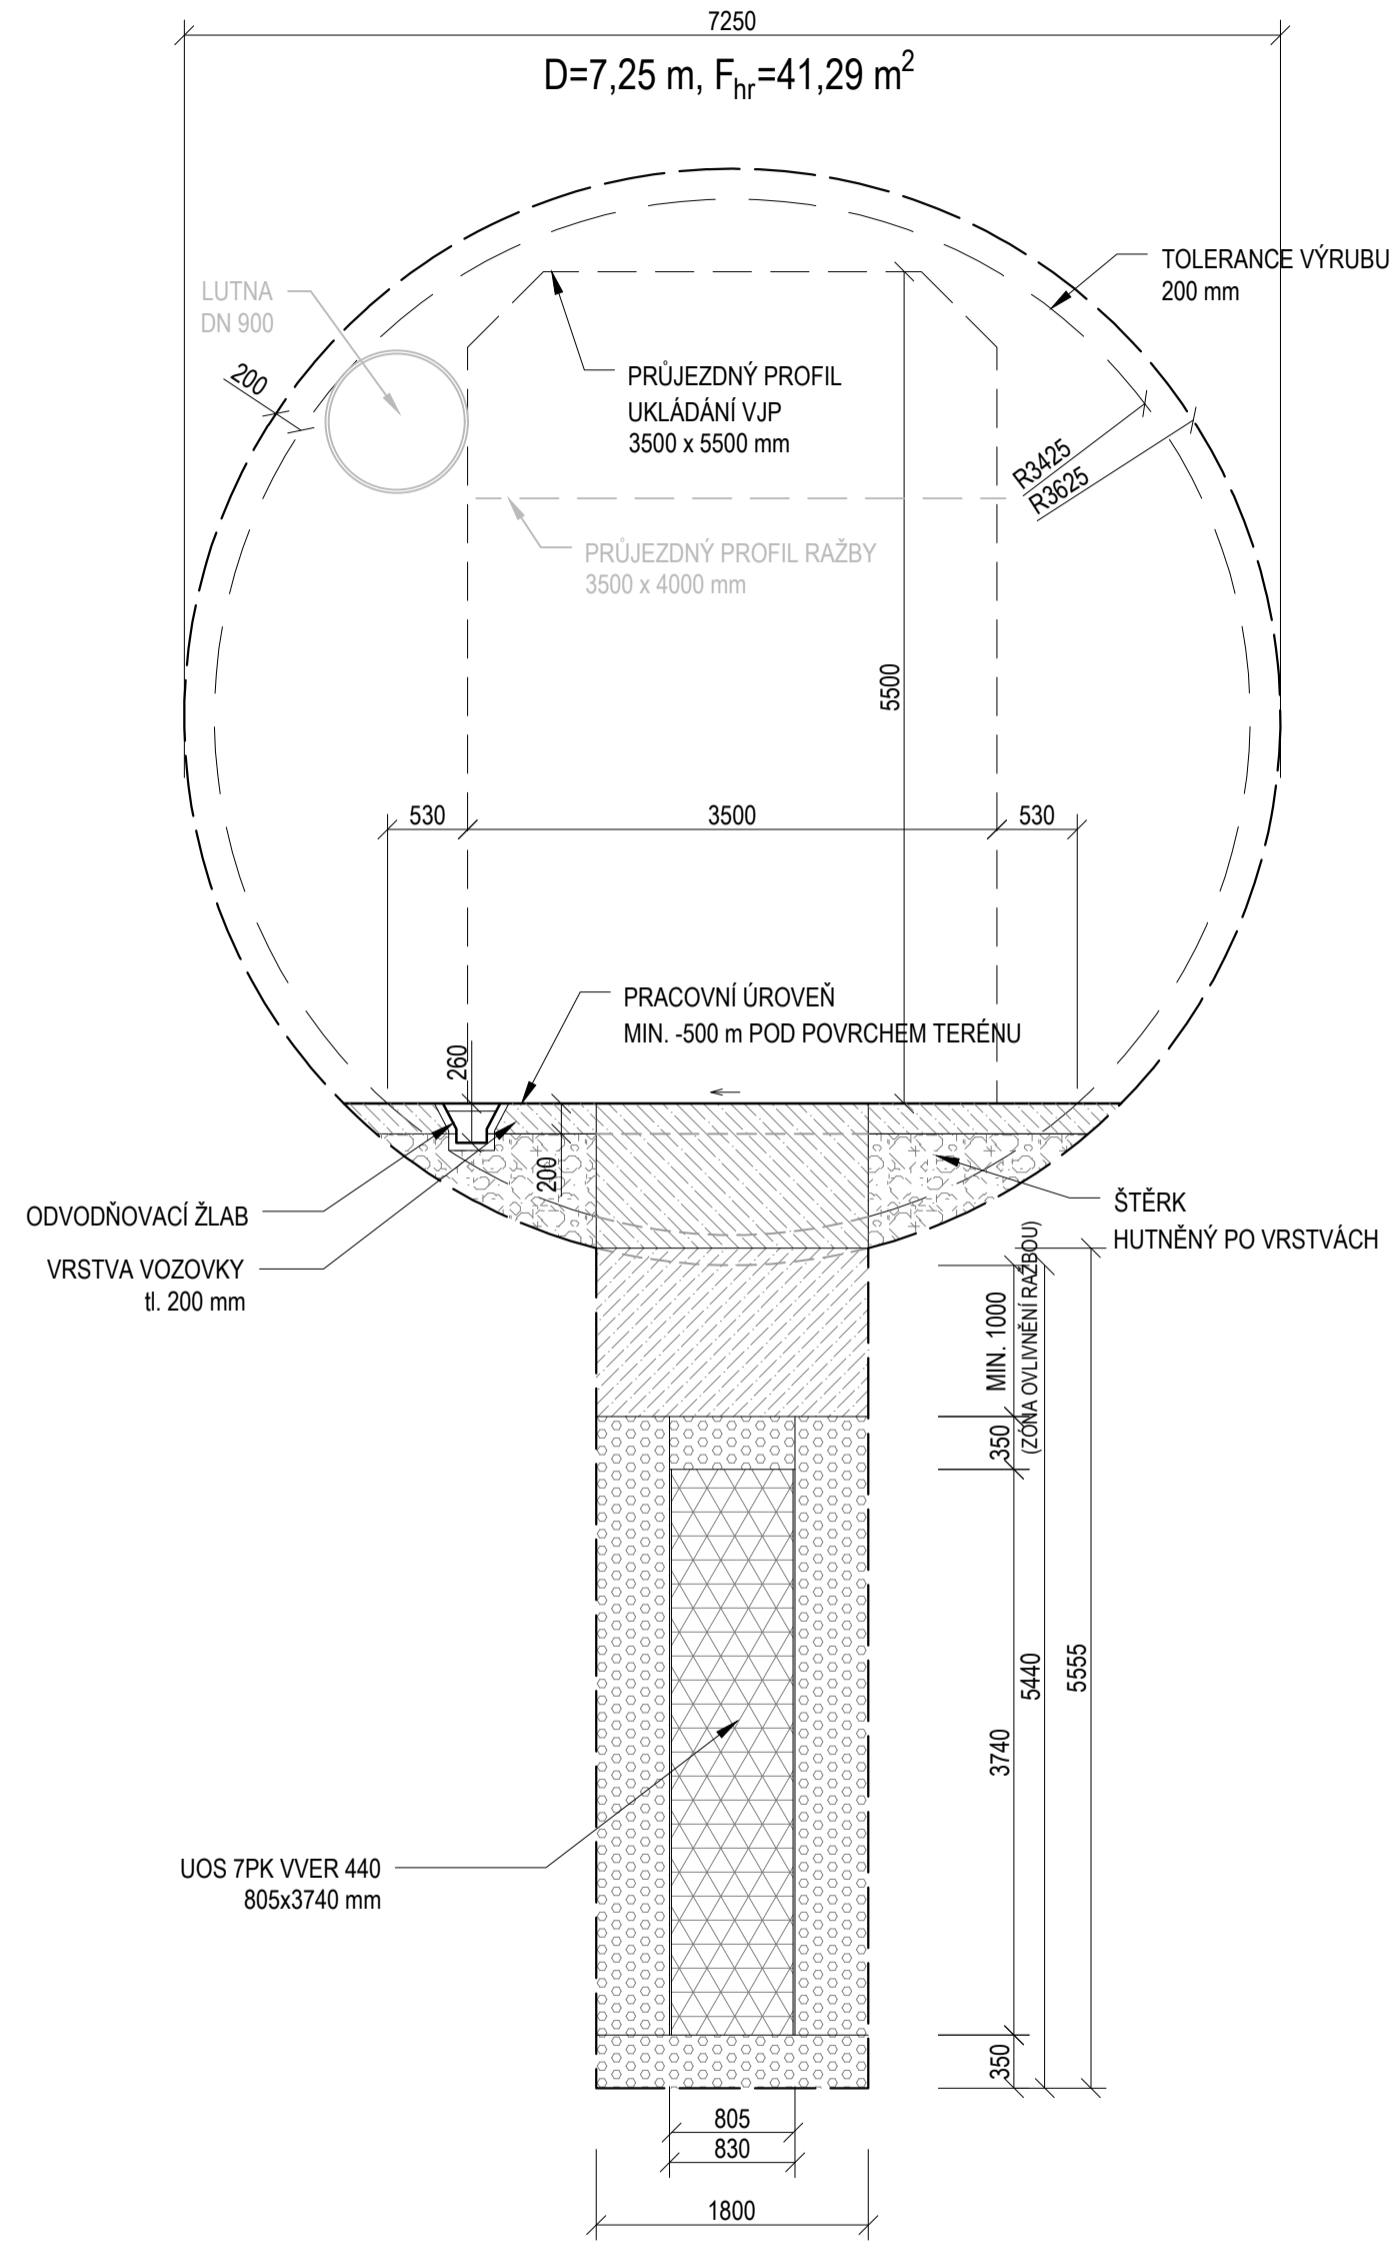 7250
D=7,25 m, Fhr=41,29 m²
TOLERANCE VÝRUBU
200 mm
LUTNA
DN 900
200
PRŮJEZDNÝ PROFIL
UKLÁDÁNÍ VJP
3500 x 5500 mm
R3425
R3625
PRŮJEZDNÝ PROFIL RAŽBY
3500 x 4000 mm
5500
530
3500
530
PRACOVNÍ ÚROVEŇ
MIN. -500 m POD POVRCHEM TERÉNU
260
200
ODVODŇOVACÍ ŽLAB
VRSTVA VOZOVKY
tl. 200 mm
ŠTĚRK
HUTNĚNÝ PO VRSTVÁCH
MIN. 1000
(ZÓNA OVLIVNĚNÍ RAŽBOU)
350
3740
5440
5555
350
UOS 7PK VVER 440
805x3740 mm
805
830
1800